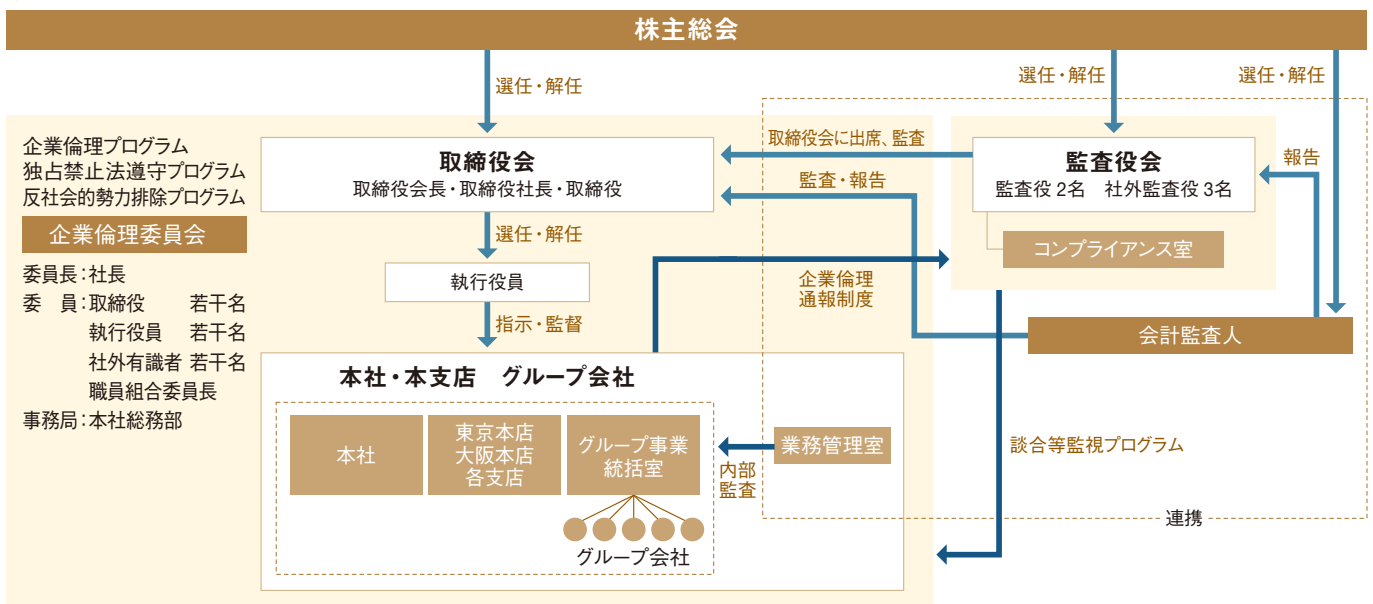 株主総会
選任・解任
選任・解任
選任・解任
企業倫理プログラム
独占禁止法遵守プログラム
反社会的勢力排除プログラム
企業倫理委員会
委員長：社長
委　員：取締役　若干名
執行役員　若干名
社外有識者　若干名
職員組合委員長
事務局：本社総務部
取締役会
取締役会長・取締役社長・取締役
選任・解任
執行役員
指示・監督
取締役会に出席、監査
監査・報告
監査役会
監査役 2名　社外監査役 3名
報告
コンプライアンス室
企業倫理
通報制度
会計監査人
本社・本支店　グループ会社
本社
東京本店
大阪本店
各支店
グループ事業
統括室
グループ会社
内部
監査
業務管理室
談合等監視プログラム
連携